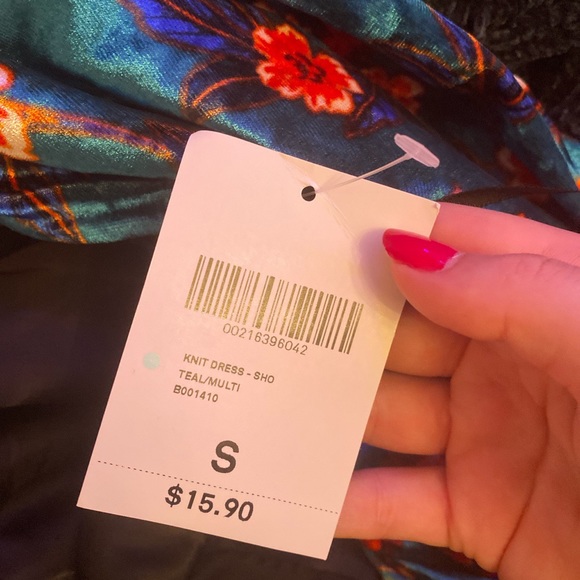 00216396042
KNIT DRESS - SHO
TEAL/MULTI
B001410
S
$15.90